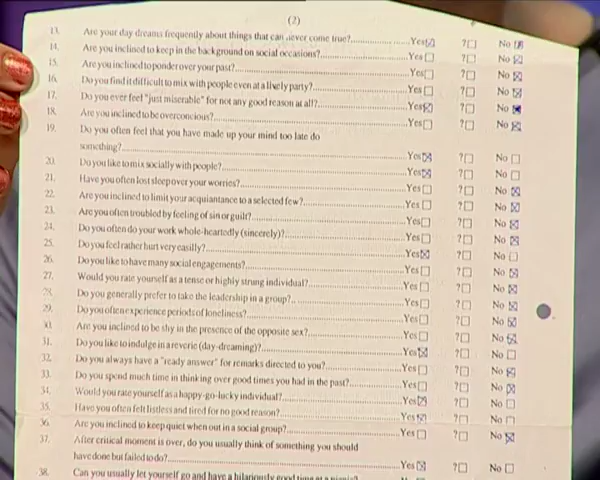 (2)
13. Are your day dreams frequently about things that can never come true?.................... Yes☒ ?☐ No☒
14. Are you inclined to keep in the background on social occasions?.................... Yes☐ ?☐ No☒
15. Are you inclined to ponder over your past?.................... Yes☐ ?☐ No☒
16. Do you find it difficult to mix with people even at a lively party?.................... Yes☐ ?☐ No☒
17. Do you ever feel "just miserable" for not any good reason at all?.................... Yes☒ ?☐ No☒
18. Are you inclined to be overconcious?.................... Yes☐ ?☐ No☒
19. Do you often feel that you have made up your mind too late do
something?.................... Yes☒ ?☐ No☐
20. Do you like to mix socially with people?.................... Yes☒ ?☐ No☐
21. Have you often lost sleep over your worries?.................... Yes☐ ?☐ No☒
22. Are you inclined to limit your acquiantance to a selected few?.................... Yes☐ ?☐ No☒
23. Are you often troubled by feeling of sin or guilt?.................... Yes☐ ?☐ No☒
24. Do you often do your work whole-heartedly (sincerely)?.................... Yes☐ ?☐ No☒
25. Do you feel rather hurt very easilly?.................... Yes☒ ?☐ No☐
26. Do you like to have many social engagements?.................... Yes☐ ?☐ No☒
27. Would you rate yourself as a tense or highly strung individual?.................... Yes☐ ?☐ No☒
28. Do you generally prefer to take the leadership in a group?.................... Yes☐ ?☐ No☒
29. Do you often experience periods of loneliness?.................... Yes☐ ?☐ No☒
30. Are you inclined to be shy in the presence of the opposite sex?.................... Yes☐ ?☐ No☒
31. Do you like to indulge in a reverie (day-dreaming)?.................... Yes☒ ?☐ No☐
32. Do you always have a "ready answer" for remarks directed to you?.................... Yes☐ ?☐ No☒
33. Do you spend much time in thinking over good times you had in the past?.................... Yes☐ ?☐ No☒
34. Would you rate yourself as a happy-go-lucky individual?.................... Yes☒ ?☐ No☐
35. Have you often felt listless and tired for no good reason?.................... Yes☒ ?☐ No☐
36. Are you inclined to keep quiet when out in a social group?.................... Yes☐ ?☐ No☒
37. After critical moment is over, do you usually think of something you should
have done but failed to do?.................... Yes☒ ?☐ No☐
38. Can you usually let yourself go and have a hilariously good time at a